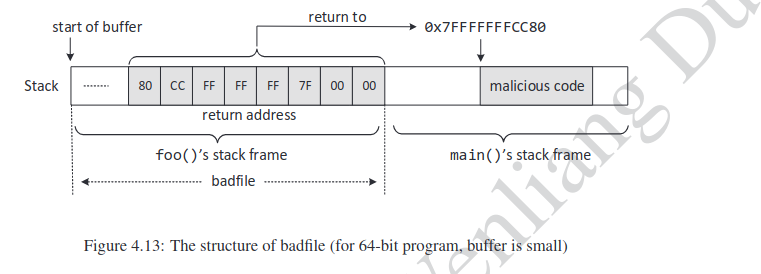 return to
start of buffer
0x7FFFFFFFCC80
Stack
........
80 CC FF FF FF 7F 00 00
malicious code
return address
foo()'s stack frame
main()'s stack frame
badfile
Figure 4.13: The structure of badfile (for 64-bit program, buffer is small)
Wenliang Du